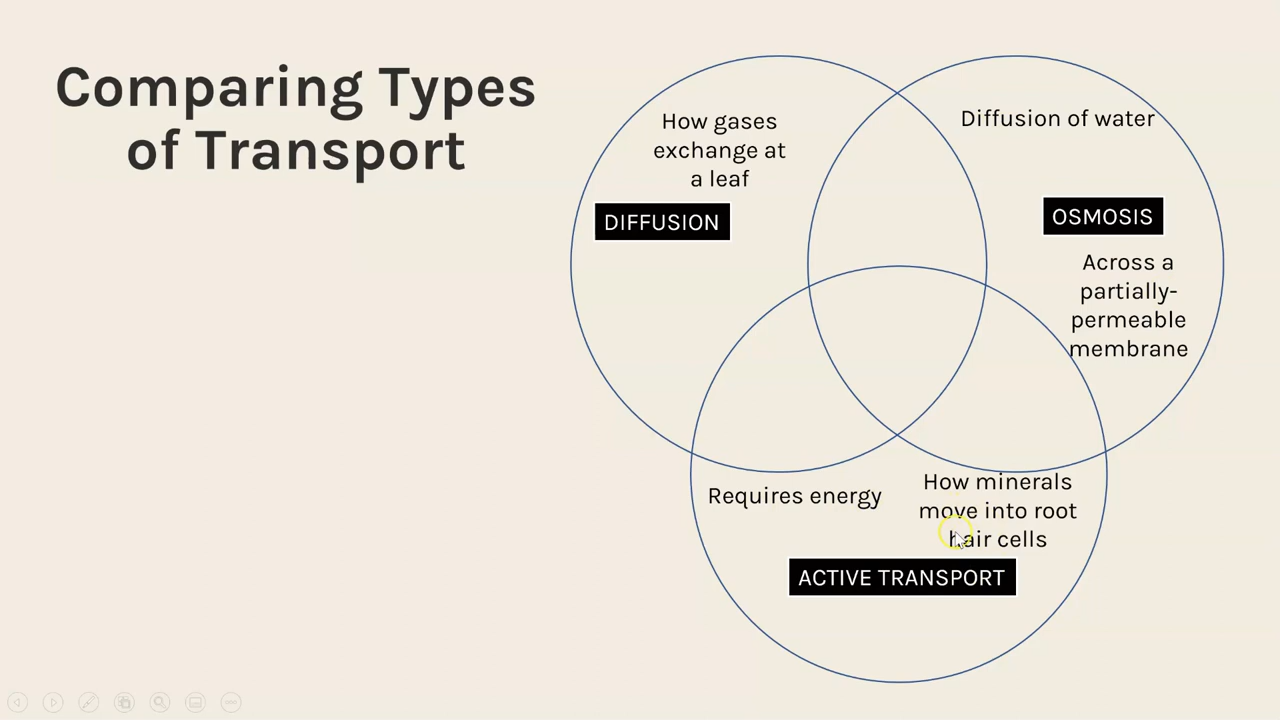 Comparing Types
of Transport
How gases
exchange at
a leaf
DIFFUSION
Diffusion of water
OSMOSIS
Across a
partially-
permeable
membrane
Requires energy
How minerals
move into root
hair cells
ACTIVE TRANSPORT